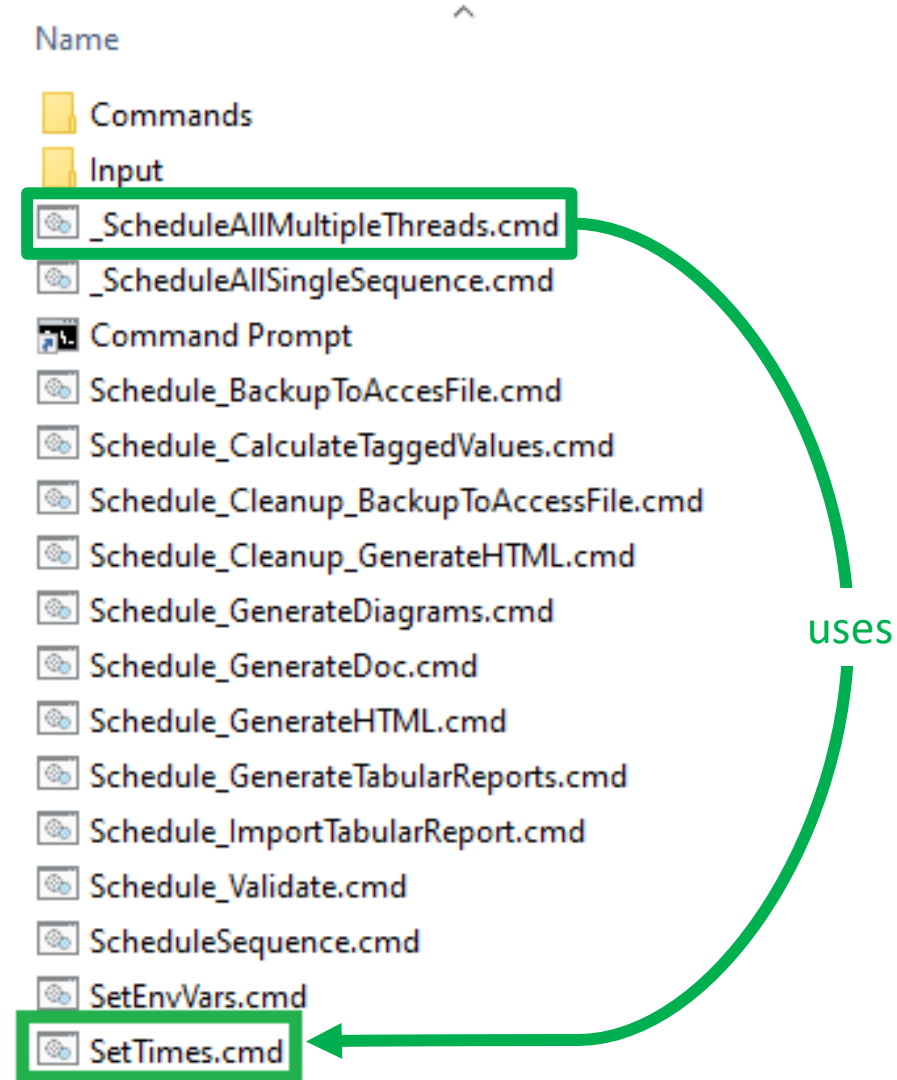 Name
Commands
Input
_ScheduleAllMultipleThreads.cmd
_ScheduleAllSingleSequence.cmd
Command Prompt
Schedule_BackupToAccesFile.cmd
Schedule_CalculateTaggedValues.cmd
Schedule_Cleanup_BackupToAccessFile.cmd
Schedule_Cleanup_GenerateHTML.cmd
Schedule_GenerateDiagrams.cmd
uses
Schedule_GenerateDoc.cmd
Schedule_GenerateHTML.cmd
Schedule_GenerateTabularReports.cmd
Schedule_ImportTabularReport.cmd
Schedule_Validate.cmd
ScheduleSequence.cmd
SetEnvVars.cmd
SetTimes.cmd